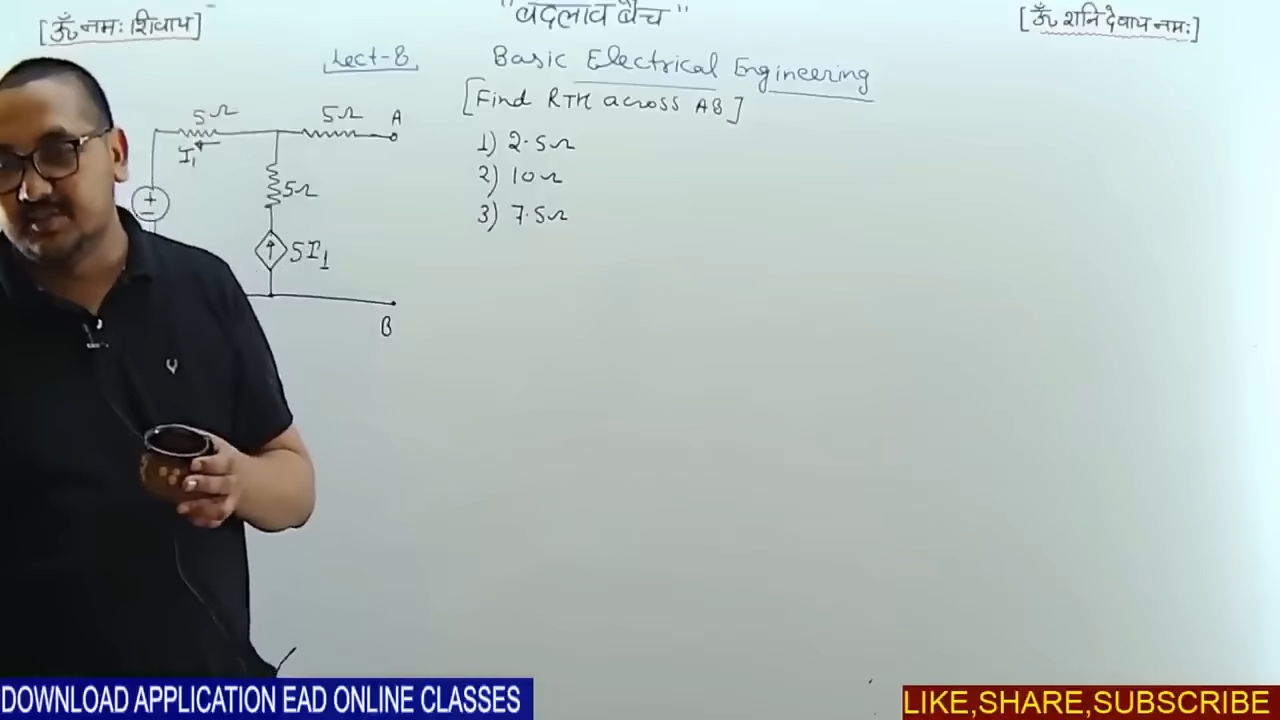 "बदलाव बैच"
[ॐ नमः शिवाय]
[ॐ शनि देवाय नमः]
Lect-8
Basic Electrical Engineering
[Find RTH across AB]
1) 2.5Ω
2) 10Ω
3) 7.5Ω
5Ω
5Ω
A
I1
5Ω
+
-
5I1
B
DOWNLOAD APPLICATION EAD ONLINE CLASSES
LIKE,SHARE,SUBSCRIBE